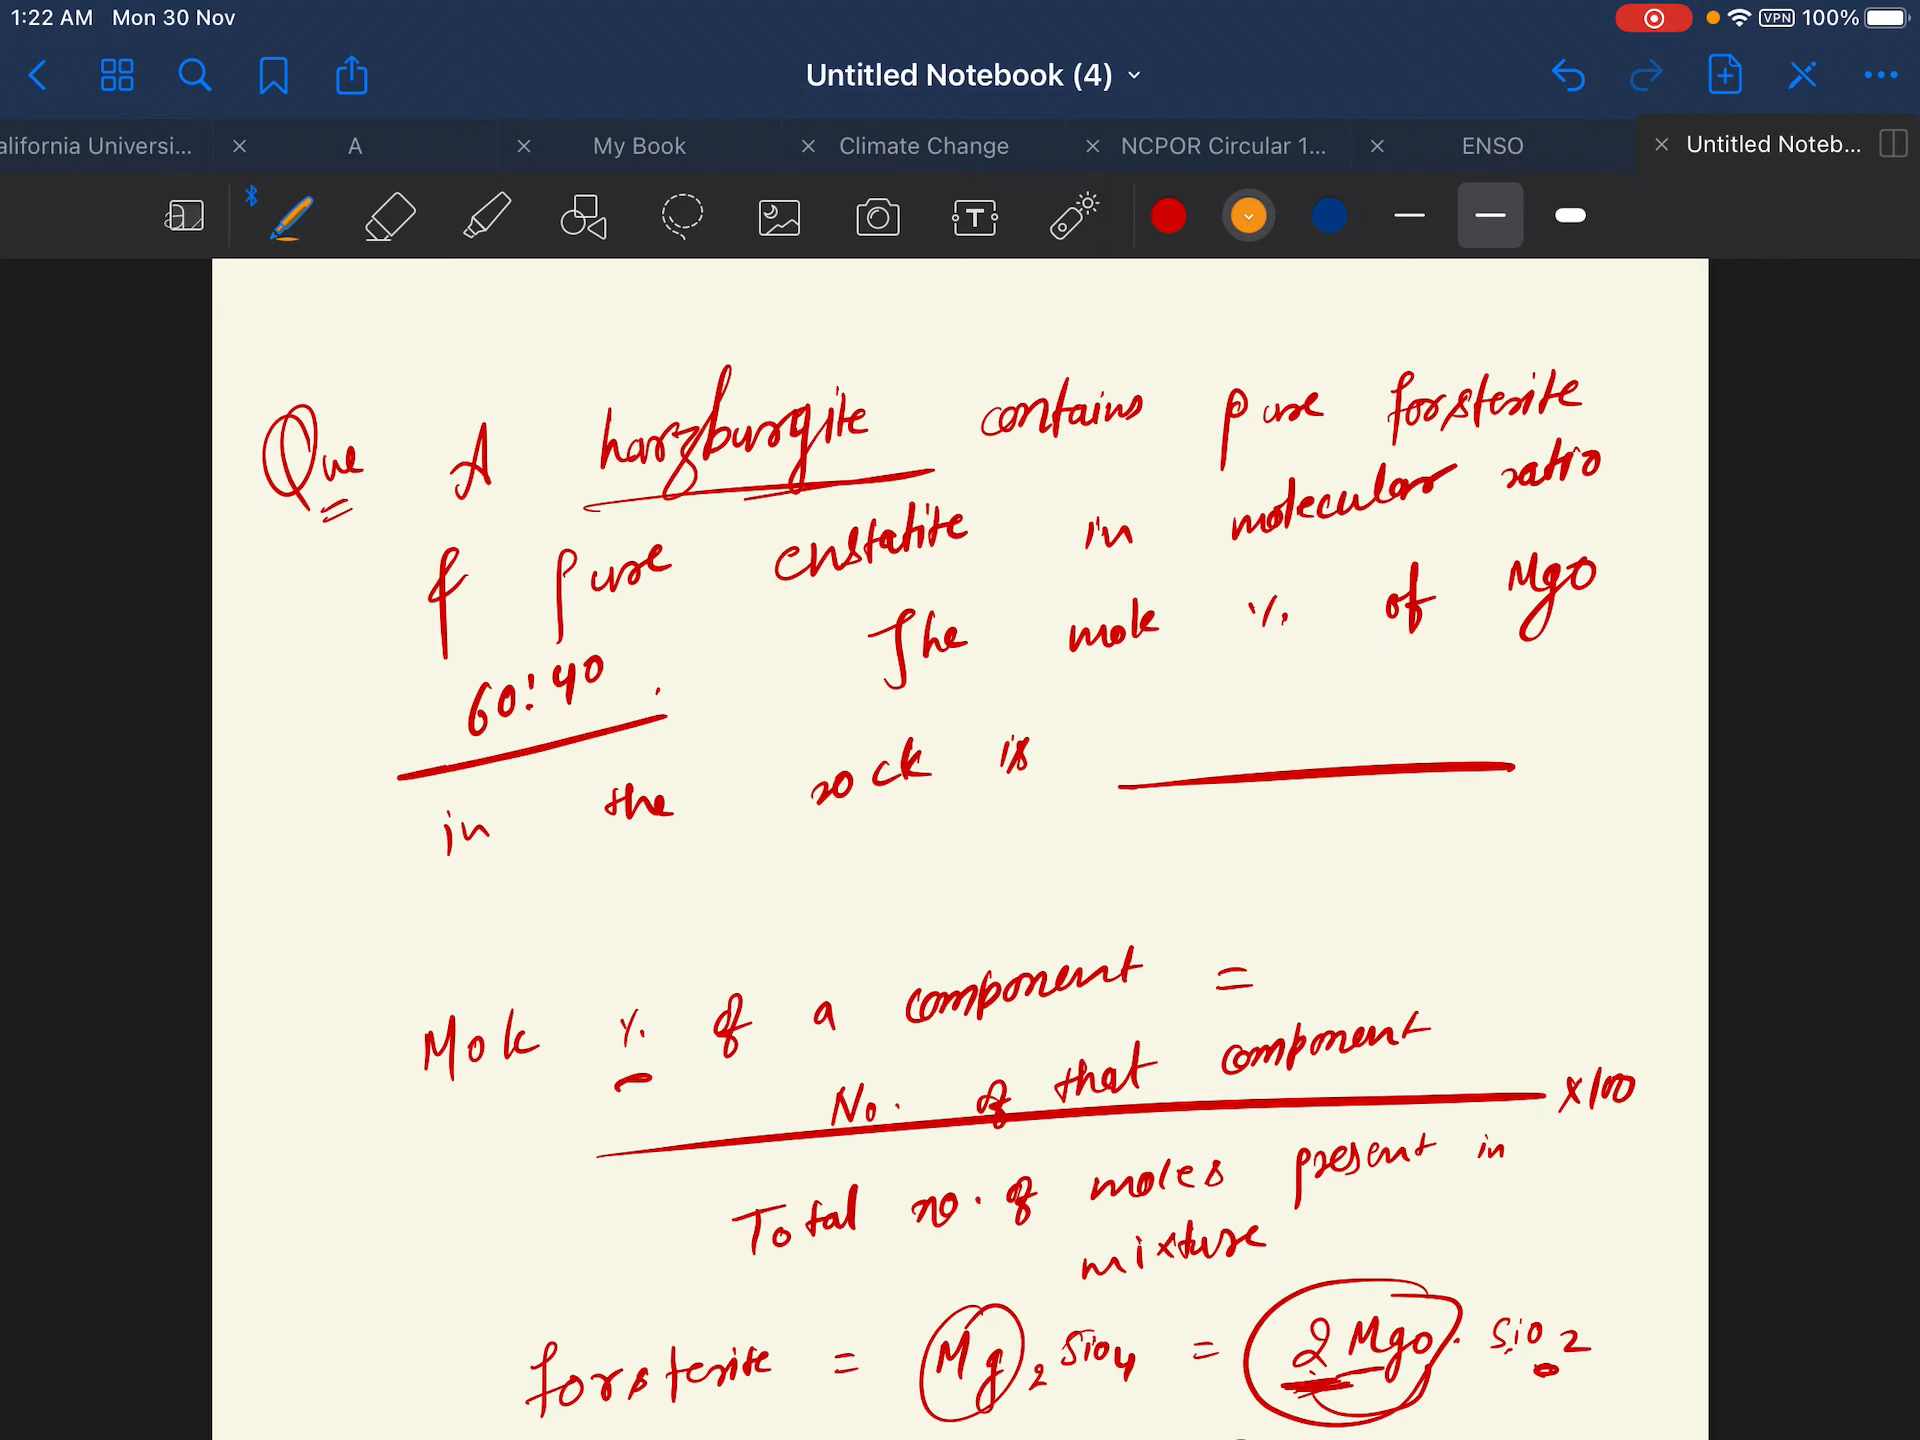 1:22 AM Mon 30 Nov VPN 100%
Untitled Notebook (4)
alifornia Universi... A My Book Climate Change NCPOR Circular 1... ENSO Untitled Noteb...
Que A harzburgite contains pure forsterite
& pure enstatite in molecular ratio
60:40. The mole % of MgO
in the rock is
Mole % of a component =
No. of that component ×100
Total no. of moles present in
mixture
forsterite = Mg2SiO4 = 2MgO. SiO2